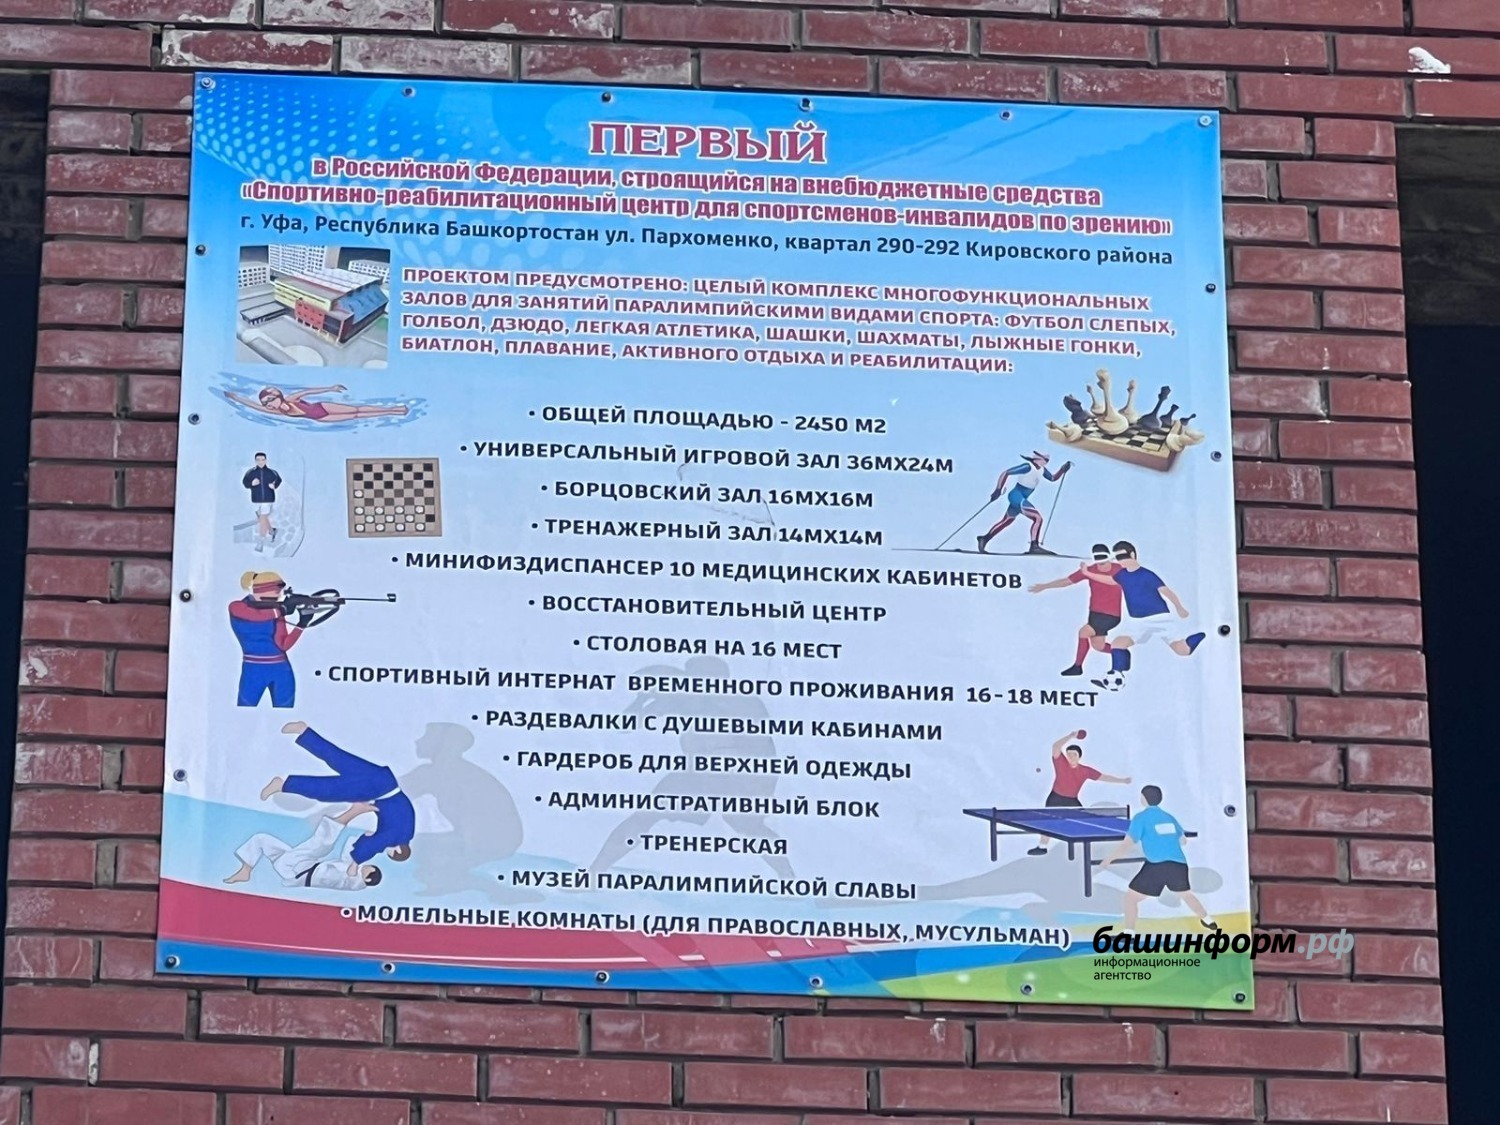 ПЕРВЫЙ
в Российской Федерации, строящийся на внебюджетные средства
«Спортивно-реабилитационный центр для спортсменов-инвалидов по зрению»
г. Уфа, Республика Башкортостан ул. Пархоменко, квартал 290-292 Кировского района
ПРОЕКТОМ ПРЕДУСМОТРЕНО: ЦЕЛЫЙ КОМПЛЕКС МНОГОФУНКЦИОНАЛЬНЫХ
ЗАЛОВ ДЛЯ ЗАНЯТИЙ ПАРАЛИМПИЙСКИМИ ВИДАМИ СПОРТА: ФУТБОЛ СЛЕПЫХ,
ГОЛБОЛ, ДЗЮДО, ЛЕГКАЯ АТЛЕТИКА, ШАШКИ, ШАХМАТЫ, ЛЫЖНЫЕ ГОНКИ,
БИАТЛОН, ПЛАВАНИЕ, АКТИВНОГО ОТДЫХА И РЕАБИЛИТАЦИИ:
• ОБЩЕЙ ПЛОЩАДЬЮ - 2450 М2
• УНИВЕРСАЛЬНЫЙ ИГРОВОЙ ЗАЛ 36МХ24М
• БОРЦОВСКИЙ ЗАЛ 16МХ16М
• ТРЕНАЖЕРНЫЙ ЗАЛ 14МХ14М
• МИНИФИЗДИСПАНСЕР 10 МЕДИЦИНСКИХ КАБИНЕТОВ
• ВОССТАНОВИТЕЛЬНЫЙ ЦЕНТР
• СТОЛОВАЯ НА 16 МЕСТ
• СПОРТИВНЫЙ ИНТЕРНАТ ВРЕМЕННОГО ПРОЖИВАНИЯ 16-18 МЕСТ
• РАЗДЕВАЛКИ С ДУШЕВЫМИ КАБИНАМИ
• ГАРДЕРОБ ДЛЯ ВЕРХНЕЙ ОДЕЖДЫ
• АДМИНИСТРАТИВНЫЙ БЛОК
• ТРЕНЕРСКАЯ
• МУЗЕЙ ПАРАЛИМПИЙСКОЙ СЛАВЫ
• МОЛЕЛЬНЫЕ КОМНАТЫ (ДЛЯ ПРАВОСЛАВНЫХ, МУСУЛЬМАН)
башинформ.рф
информационное
агентство